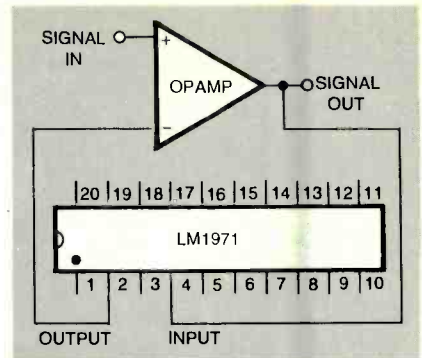 SIGNAL
IN
+
OPAMP
−
SIGNAL
OUT
20 19 18 17 16 15 14 13 12 11
LM1971
1 2 3 4 5 6 7 8 9 10
OUTPUT INPUT